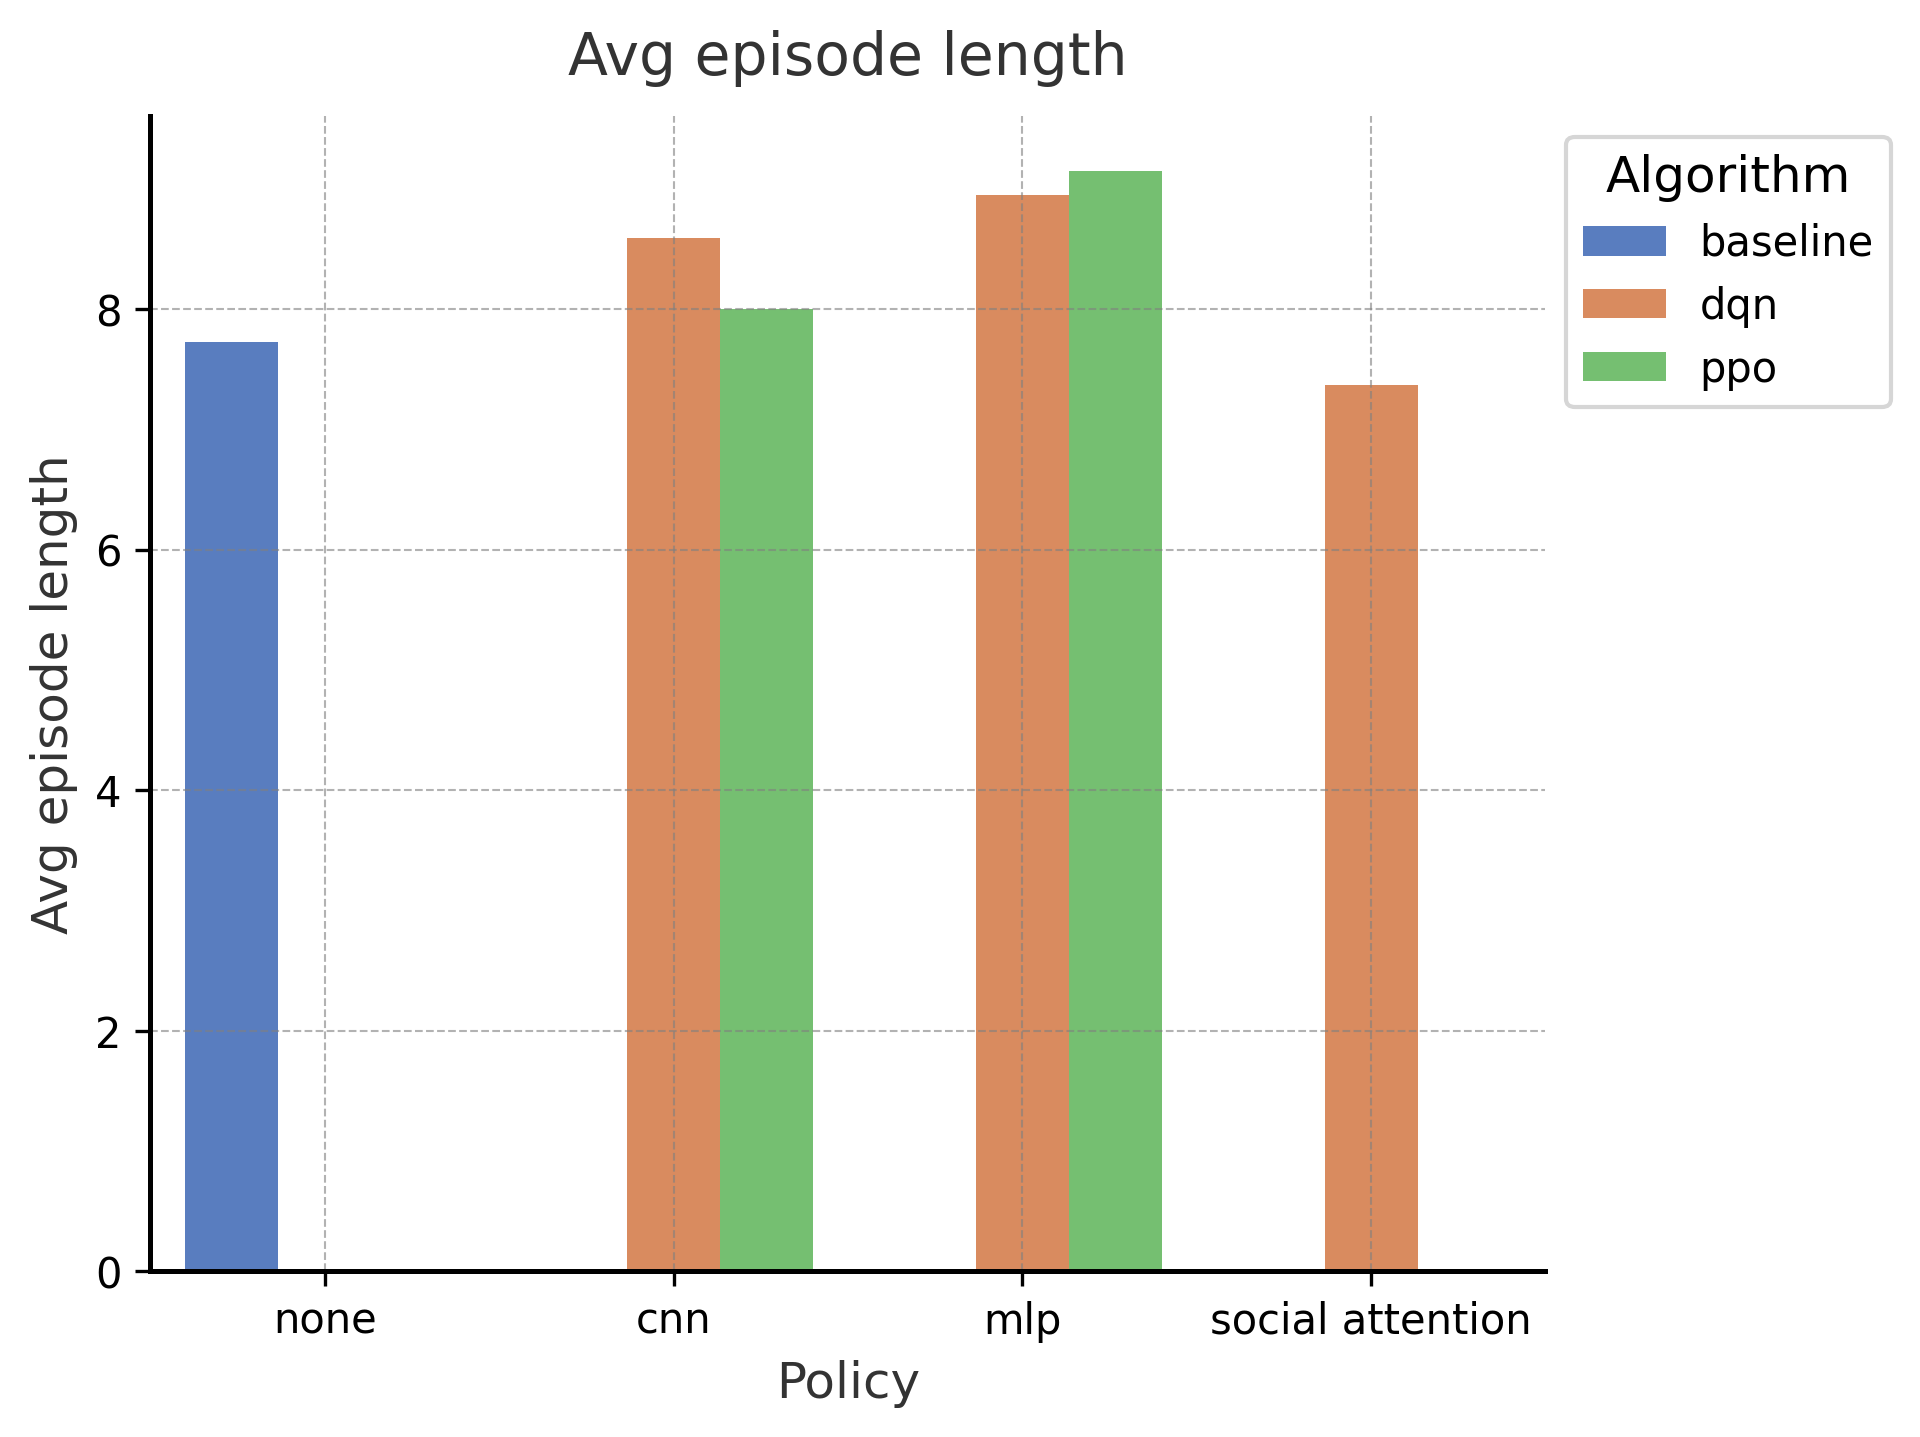 Avg episode length
Algorithm
baseline
dqn
ppo
Avg episode length
8
6
4
2
0
none cnn mlp social attention
Policy